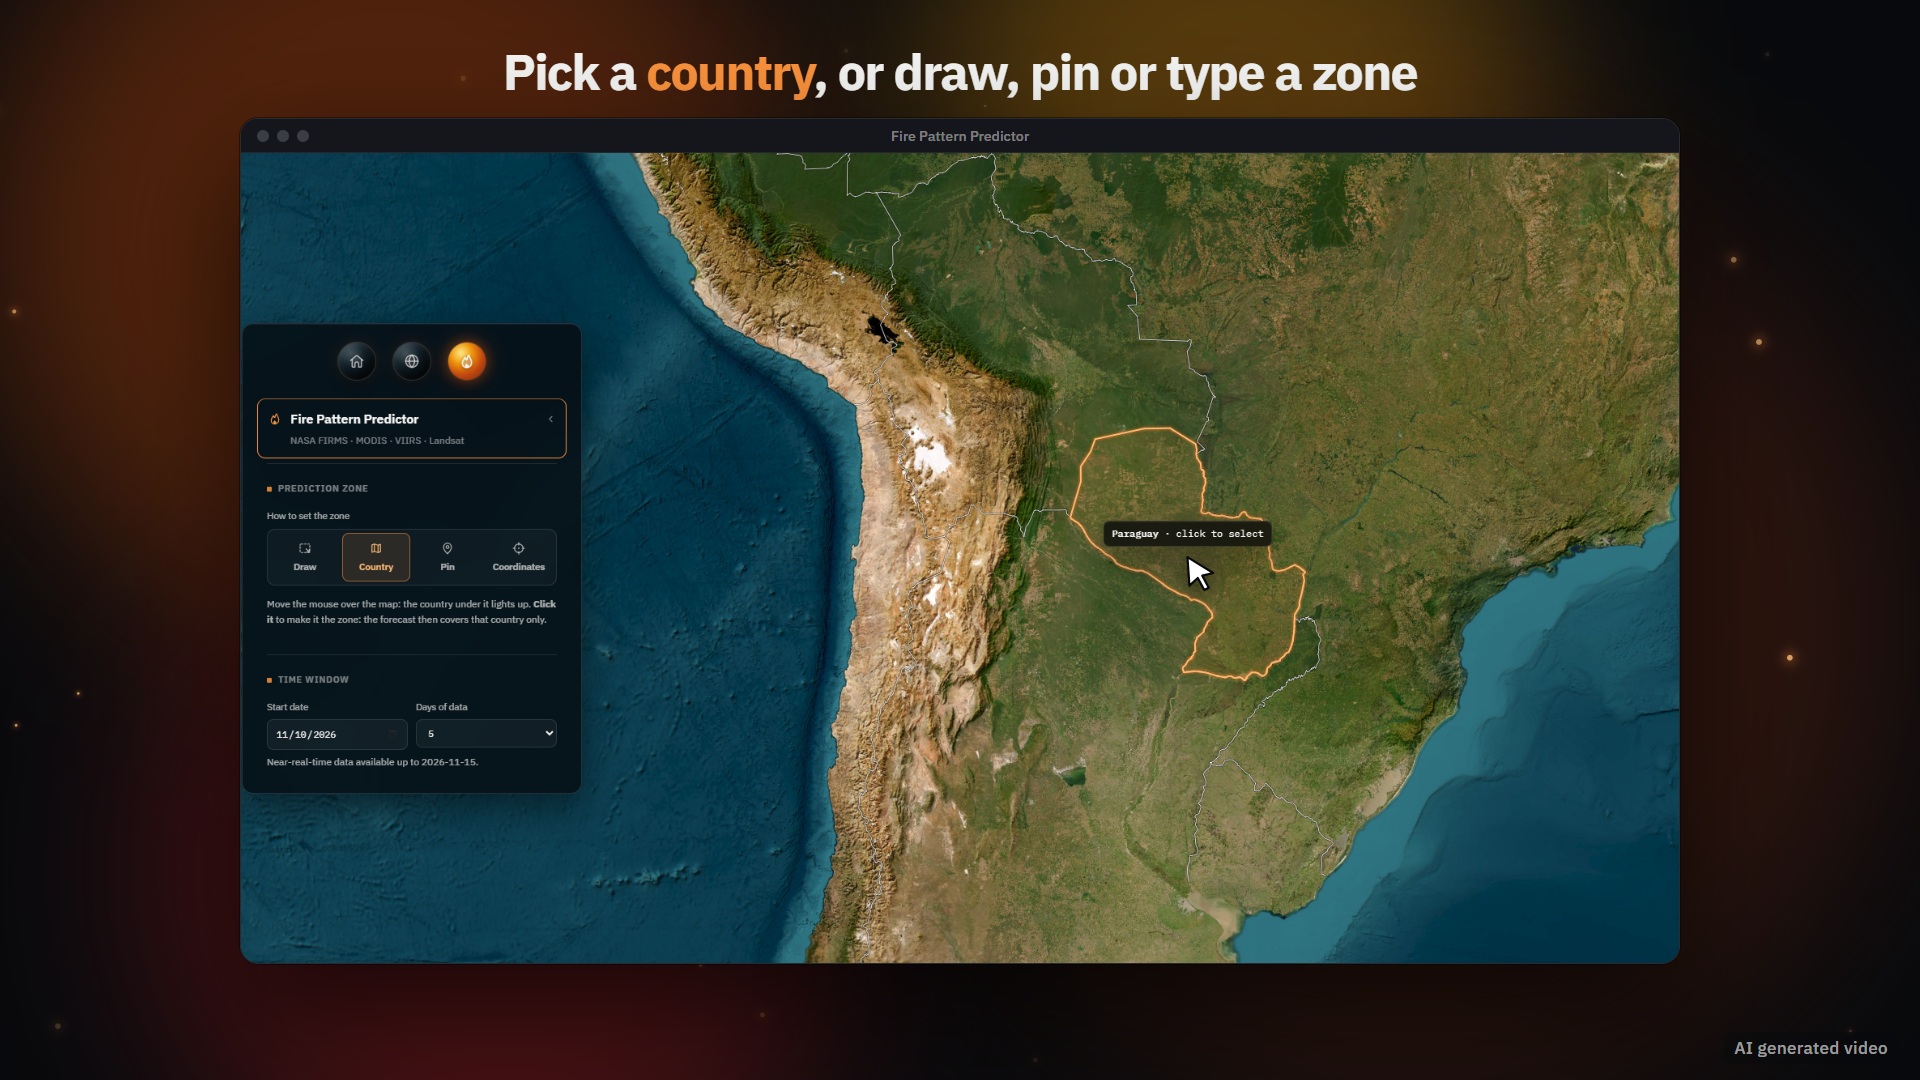 Pick a country, or draw, pin or type a zone
Fire Pattern Predictor
Fire Pattern Predictor
NASA FIRMS · MODIS · VIIRS · Landsat
PREDICTION ZONE
How to set the zone
Draw
Country
Pin
Coordinates
Move the mouse over the map: the country under it lights up. Click
it to make it the zone: the forecast then covers that country only.
TIME WINDOW
Start date
Days of data
11/10/2026
5
Near-real-time data available up to 2026-11-15.
Paraguay · click to select
AI generated video